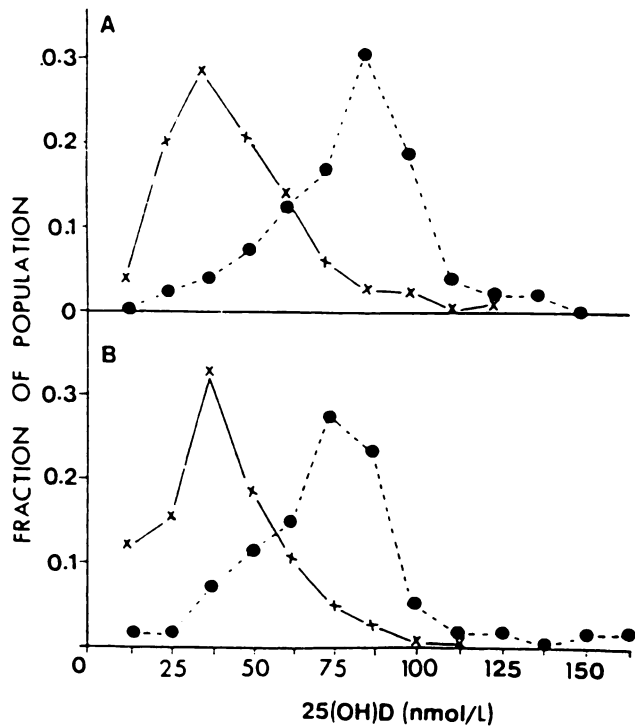 A
0.3
0.2
0.1
0
B
0.3
0.2
0.1
FRACTION OF POPULATION
0 25 50 75 100 125 150
25(OH)D (nmol/L)